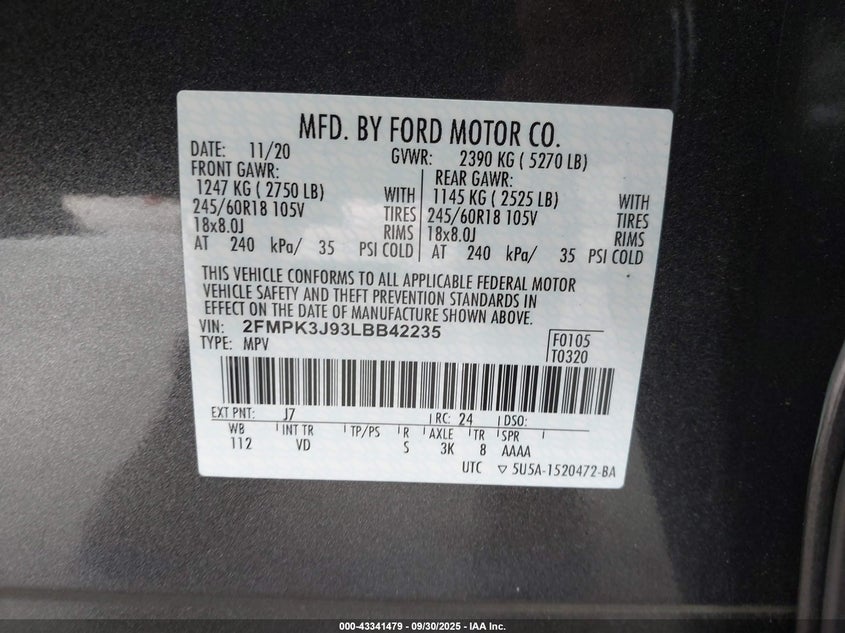 MFD. BY FORD MOTOR CO.
DATE: 11/20 GVWR: 2390 KG ( 5270 LB)
FRONT GAWR: REAR GAWR:
1247 KG ( 2750 LB) WITH 1145 KG ( 2525 LB) WITH
245/60R18 105V TIRES 245/60R18 105V TIRES
18x8.0J RIMS 18x8.0J RIMS
AT 240 kPa/ 35 PSI COLD AT 240 kPa/ 35 PSI COLD
THIS VEHICLE CONFORMS TO ALL APPLICABLE FEDERAL MOTOR
VEHICLE SAFETY AND THEFT PREVENTION STANDARDS IN
EFFECT ON THE DATE OF MANUFACTURE SHOWN ABOVE.
VIN: 2FMPK3J93LBB42235
TYPE: MPV
F0105
T0320
EXT PNT: J7 RC: 24 DSO:
WB INT TR TP/PS R AXLE TR SPR
112 VD S 3K 8 AAAA
UTC ▽ 5U5A-1520472-BA
000-43341479 - 09/30/2025 - IAA Inc.